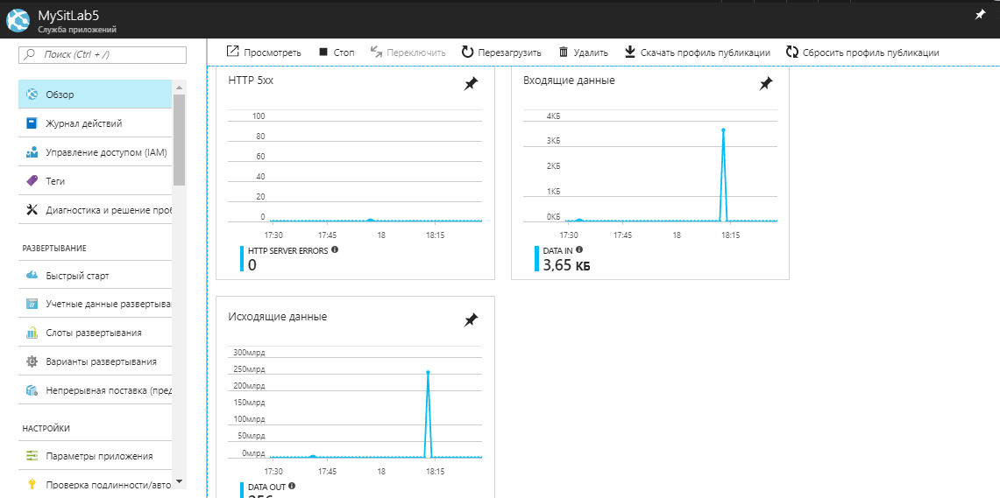 MySitLab5
Служба приложений
Поиск (Ctrl + /)
Просмотреть
Стоп
Переключить
Перезагрузить
Удалить
Скачать профиль публикации
Сбросить профиль публикации
Обзор
Журнал действий
Управление доступом (IAM)
Теги
Диагностика и решение проб
РАЗВЕРТЫВАНИЕ
Быстрый старт
Учетные данные развертыва
Слоты развертывания
Варианты развертывания
Непрерывная поставка (пред
НАСТРОЙКИ
Параметры приложения
Проверка подлинности/авто
HTTP 5xx
100
80
60
40
20
0
17:30 17:45 18 18:15
HTTP SERVER ERRORS
0
Входящие данные
4КБ
3КБ
2КБ
1КБ
0КБ
17:30 17:45 18 18:15
DATA IN
3,65 КБ
Исходящие данные
300млрд
250млрд
200млрд
150млрд
100млрд
50млрд
0млрд
17:30 17:45 18 18:15
DATA OUT